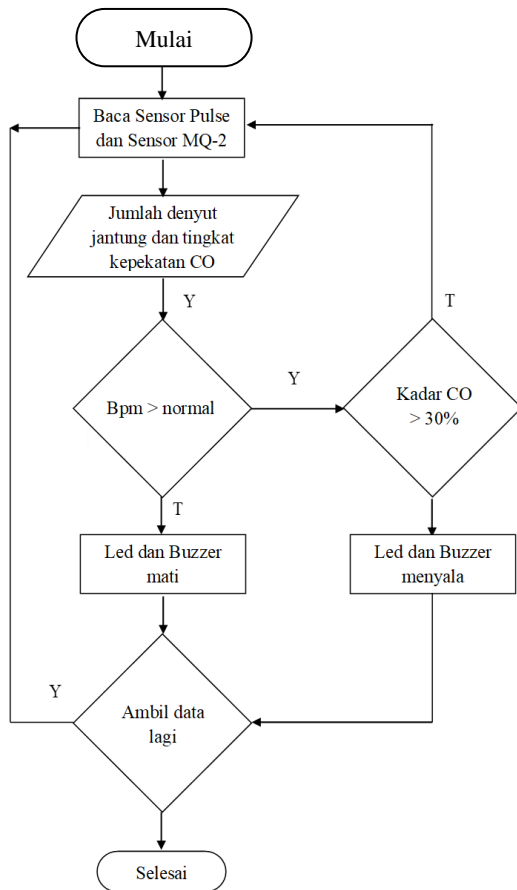 Mulai
Baca Sensor Pulse
dan Sensor MQ-2
Jumlah denyut
jantung dan tingkat
kepekatan CO
Y
T
Bpm > normal
Y
Kadar CO
> 30%
T
Led dan Buzzer
mati
Led dan Buzzer
menyala
Y
Ambil data
lagi
Selesai